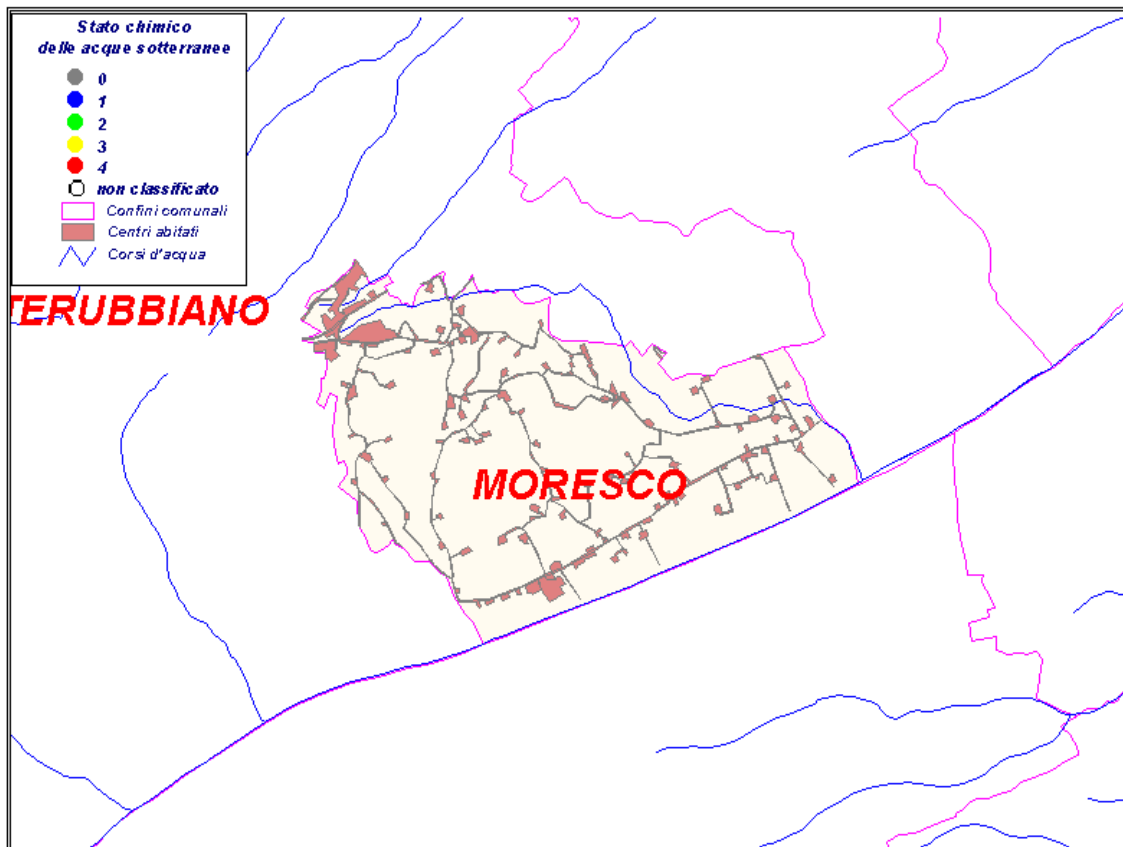 Stato chimico
delle acque sotterranee
0
1
2
3
4
non classificato
Confini comunali
Centri abitati
Corsi d'acqua
TERUBBIANO
MORESCO